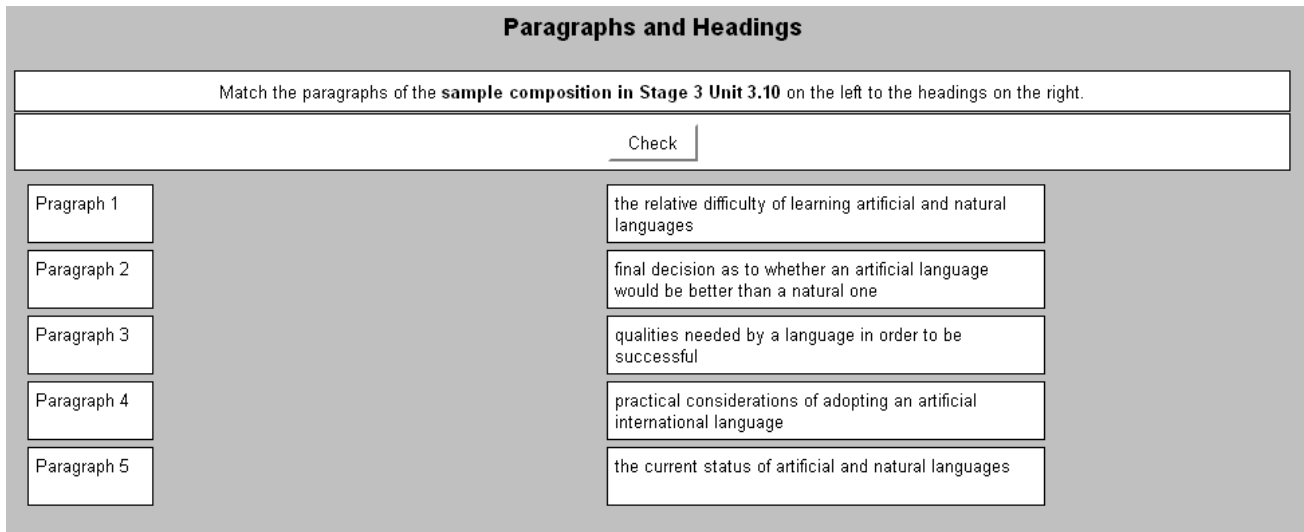 Paragraphs and Headings
Match the paragraphs of the sample composition in Stage 3 Unit 3.10 on the left to the headings on the right.
Check
Pragraph 1
the relative difficulty of learning artificial and natural
languages
Paragraph 2
final decision as to whether an artificial language
would be better than a natural one
Paragraph 3
qualities needed by a language in order to be
successful
Paragraph 4
practical considerations of adopting an artificial
international language
Paragraph 5
the current status of artificial and natural languages